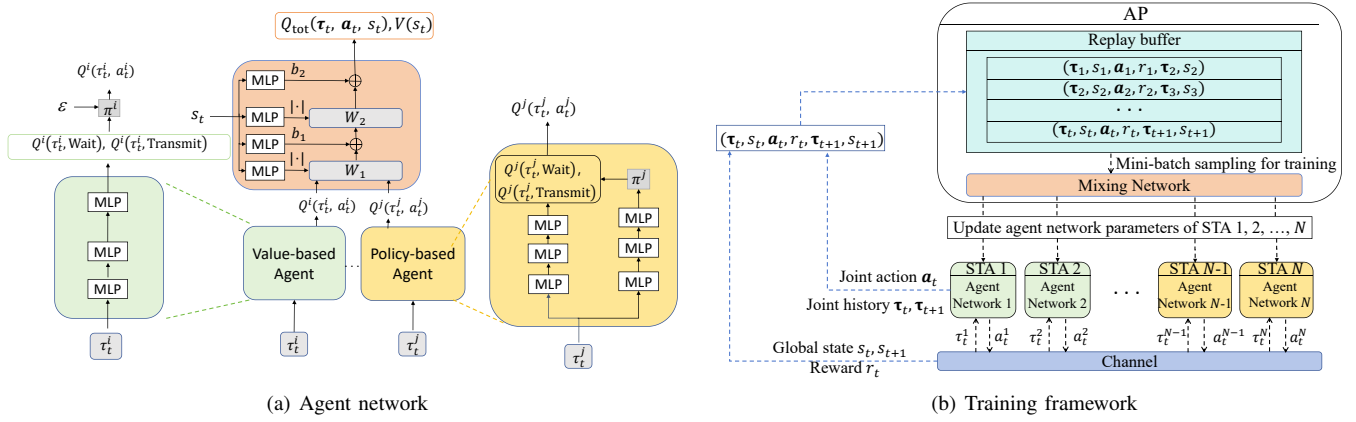 Q_tot(𝛕_t, 𝒂_t, s_t), V(s_t)
Q^i(τ_t^i, a_t^i)
ε
π^i
Q^i(τ_t^i, Wait), Q^i(τ_t^i, Transmit)
MLP
MLP
MLP
τ_t^i
s_t
MLP
b_2
MLP
|·|
W_2
MLP
b_1
MLP
|·|
W_1
Q^i(τ_t^i, a_t^i)
Q^j(τ_t^j, a_t^j)
Value-based
Agent
...
Policy-based
Agent
τ_t^i
τ_t^j
Q^j(τ_t^j, a_t^j)
Q^j(τ_t^j, Wait),
Q^j(τ_t^j, Transmit)
π^j
MLP
MLP
MLP
MLP
MLP
MLP
τ_t^j
(a) Agent network
AP
Replay buffer
(𝛕_1, s_1, 𝒂_1, r_1, 𝛕_2, s_2)
(𝛕_2, s_2, 𝒂_2, r_2, 𝛕_3, s_3)
. . .
(𝛕_t, s_t, 𝒂_t, r_t, 𝛕_{t+1}, s_{t+1})
Mini-batch sampling for training
Mixing Network
(𝛕_t, s_t, 𝒂_t, r_t, 𝛕_{t+1}, s_{t+1})
Update agent network parameters of STA 1, 2, ..., N
STA 1
Agent
Network 1
STA 2
Agent
Network 2
. . .
STA N-1
Agent
Network N-1
STA N
Agent
Network N
Joint action 𝒂_t
Joint history 𝛕_t, 𝛕_{t+1}
τ_t^1 a_t^1 τ_t^2 a_t^2 τ_t^{N−1} a_t^{N−1} τ_t^N a_t^N
Global state s_t, s_{t+1}
Reward r_t
Channel
(b) Training framework